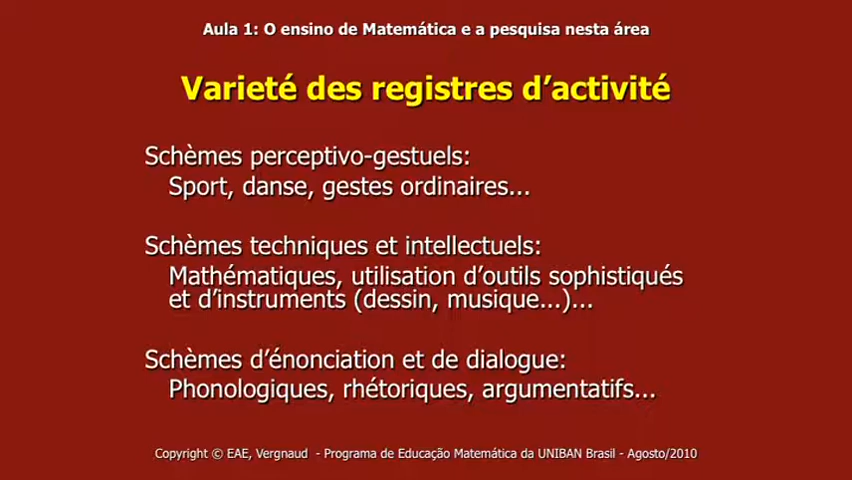 Aula 1: O ensino de Matemática e a pesquisa nesta área
Varieté des registres d’activité
Schèmes perceptivo-gestuels:
Sport, danse, gestes ordinaires...
Schèmes techniques et intellectuels:
Mathématiques, utilisation d’outils sophistiqués
et d’instruments (dessin, musique...)...
Schèmes d’énonciation et de dialogue:
Phonologiques, rhétoriques, argumentatifs...
Copyright © EAE, Vergnaud - Programa de Educação Matemática da UNIBAN Brasil - Agosto/2010